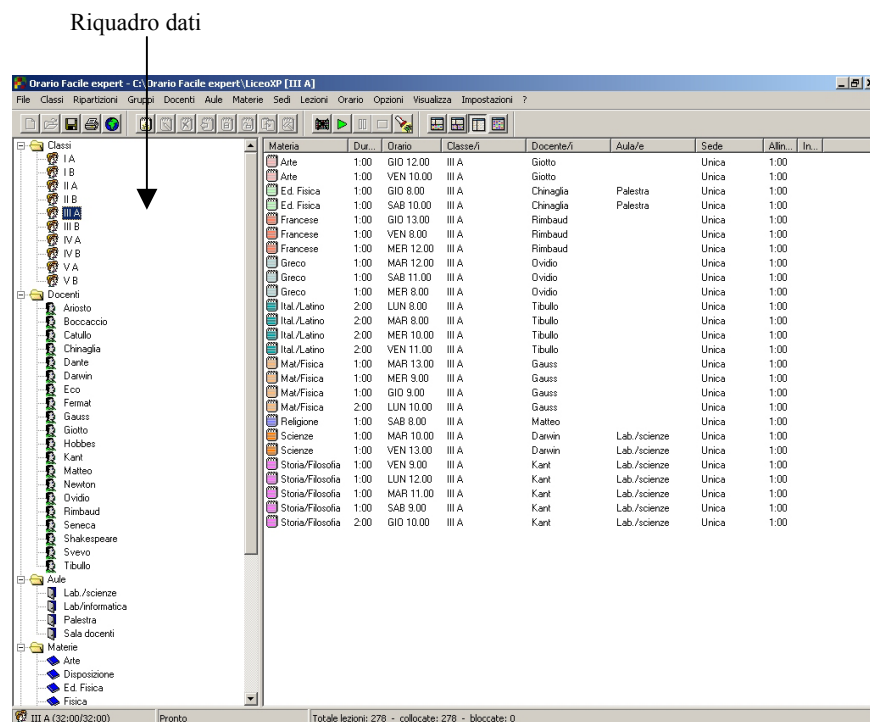 Riquadro dati
Orario Facile expert - C:\Orario Facile expert\LiceoXP [III A]
File Classi Ripartizioni Gruppi Docenti Aule Materie Sedi Lezioni Orario Opzioni Visualizza Impostazioni ?
Classi
I A
I B
II A
II B
III A
III B
IV A
IV B
V A
V B
Docenti
Ariosto
Boccaccio
Catullo
Chinaglia
Dante
Darwin
Eco
Fermat
Gauss
Giotto
Hobbes
Kant
Matteo
Newton
Ovidio
Rimbaud
Seneca
Shakespeare
Svevo
Tibullo
Aule
Lab./scienze
Lab/informatica
Palestra
Sala docenti
Materie
Arte
Disposizione
Ed. Fisica
Fisica
Materia Dur... Orario Classe/i Docente/i Aula/e Sede Allin... In...
Arte 1:00 GIO 12.00 III A Giotto Unica 1:00
Arte 1:00 VEN 10.00 III A Giotto Unica 1:00
Ed. Fisica 1:00 GIO 8.00 III A Chinaglia Palestra Unica 1:00
Ed. Fisica 1:00 SAB 10.00 III A Chinaglia Palestra Unica 1:00
Francese 1:00 GIO 13.00 III A Rimbaud Unica 1:00
Francese 1:00 VEN 8.00 III A Rimbaud Unica 1:00
Francese 1:00 MER 12.00 III A Rimbaud Unica 1:00
Greco 1:00 MAR 12.00 III A Ovidio Unica 1:00
Greco 1:00 SAB 11.00 III A Ovidio Unica 1:00
Greco 1:00 MER 8.00 III A Ovidio Unica 1:00
Ital./Latino 2:00 LUN 8.00 III A Tibullo Unica 1:00
Ital./Latino 2:00 MAR 8.00 III A Tibullo Unica 1:00
Ital./Latino 2:00 MER 10.00 III A Tibullo Unica 1:00
Ital./Latino 2:00 VEN 11.00 III A Tibullo Unica 1:00
Mat/Fisica 1:00 MAR 13.00 III A Gauss Unica 1:00
Mat/Fisica 1:00 MER 9.00 III A Gauss Unica 1:00
Mat/Fisica 1:00 GIO 9.00 III A Gauss Unica 1:00
Mat/Fisica 2:00 LUN 10.00 III A Gauss Unica 1:00
Religione 1:00 SAB 8.00 III A Matteo Unica 1:00
Scienze 1:00 MAR 10.00 III A Darwin Lab./scienze Unica 1:00
Scienze 1:00 VEN 13.00 III A Darwin Lab./scienze Unica 1:00
Storia/Filosofia 1:00 VEN 9.00 III A Kant Lab./scienze Unica 1:00
Storia/Filosofia 1:00 LUN 12.00 III A Kant Lab./scienze Unica 1:00
Storia/Filosofia 1:00 MAR 11.00 III A Kant Lab./scienze Unica 1:00
Storia/Filosofia 1:00 SAB 9.00 III A Kant Lab./scienze Unica 1:00
Storia/Filosofia 2:00 GIO 10.00 III A Kant Lab./scienze Unica 1:00
III A (32:00/32:00) Pronto Totale lezioni: 278 - collocate: 278 - bloccate: 0